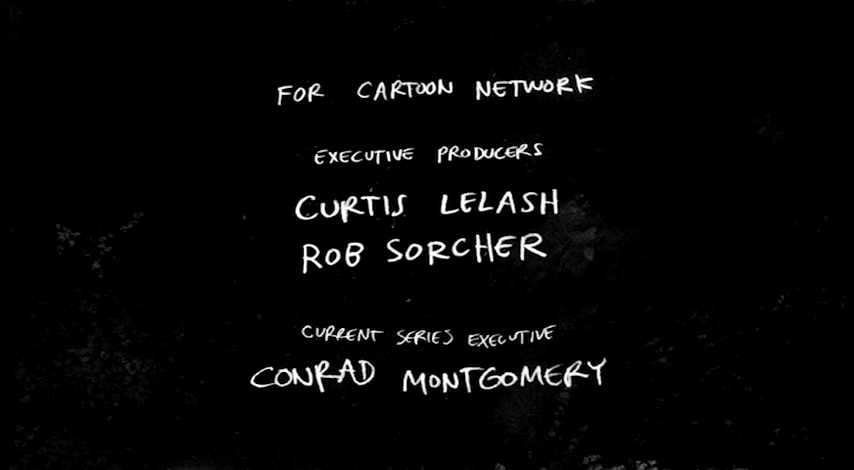 FOR CARTOON NETWORK
EXECUTIVE PRODUCERS
CURTIS LELASH
ROB SORCHER
CURRENT SERIES EXECUTIVE
CONRAD MONTGOMERY